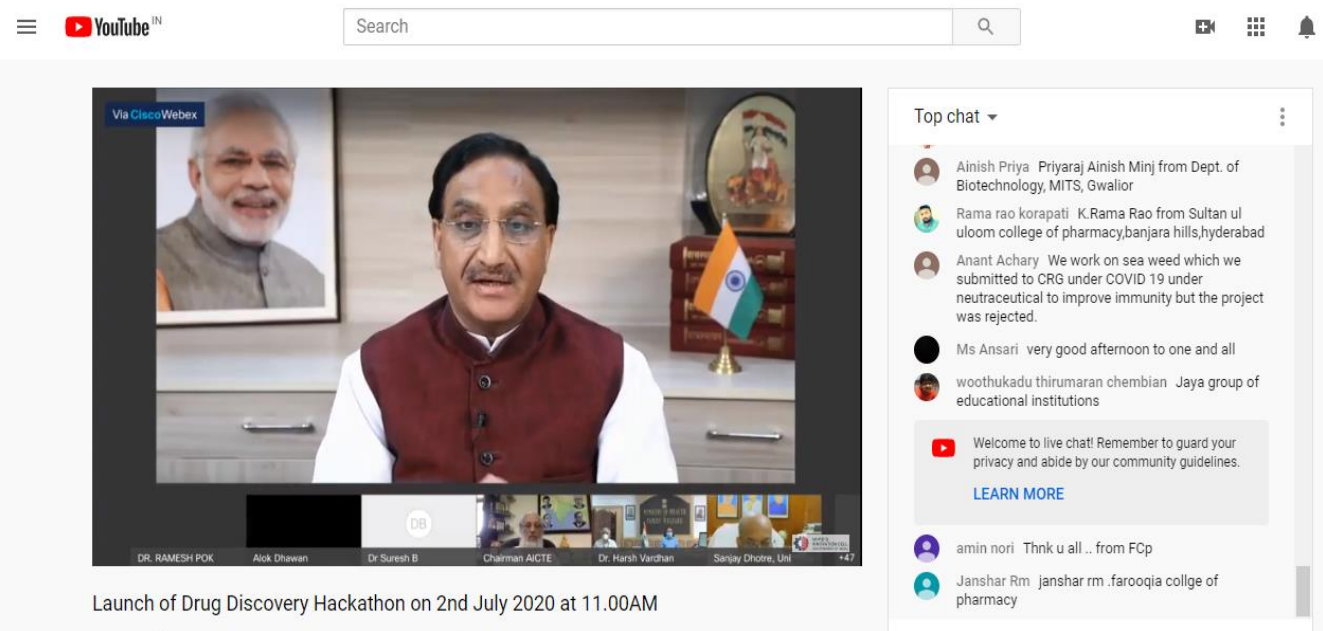 YouTube IN
Search
Via Cisco Webex
DR. RAMESH POK
Alok Dhawan
DB
Dr Suresh B
Chairman AICTE
Dr. Harsh Vardhan
Sanjay Dhotre, Uni
+47
Launch of Drug Discovery Hackathon on 2nd July 2020 at 11.00AM
Top chat
Ainish Priya Priyaraj Ainish Minj from Dept. of
Biotechnology, MITS, Gwalior
Rama rao korapati K.Rama Rao from Sultan ul
uloom college of pharmacy,banjara hills,hyderabad
Anant Achary We work on sea weed which we
submitted to CRG under COVID 19 under
neutraceutical to improve immunity but the project
was rejected.
Ms Ansari very good afternoon to one and all
woothukadu thirumaran chembian Jaya group of
educational institutions
Welcome to live chat! Remember to guard your
privacy and abide by our community guidelines.
LEARN MORE
amin nori Thnk u all .. from FCp
Janshar Rm janshar rm .farooqia collge of
pharmacy